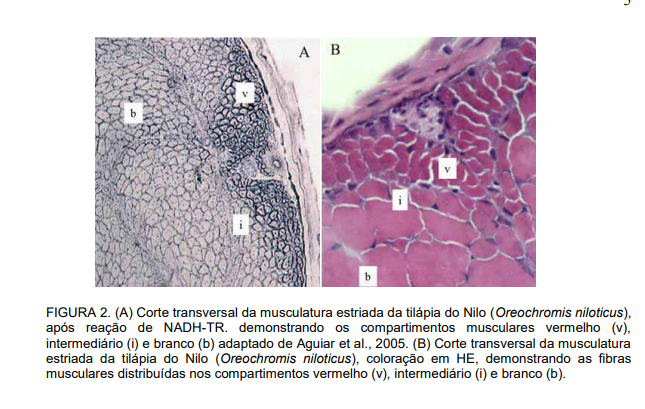 A
B
v
b
i
v
i
b
FIGURA 2. (A) Corte transversal da musculatura estriada da tilápia do Nilo (Oreochromis niloticus),
após reação de NADH-TR. demonstrando os compartimentos musculares vermelho (v),
intermediário (i) e branco (b) adaptado de Aguiar et al., 2005. (B) Corte transversal da musculatura
estriada da tilápia do Nilo (Oreochromis niloticus), coloração em HE, demonstrando as fibras
musculares distribuídas nos compartimentos vermelho (v), intermediário (i) e branco (b).